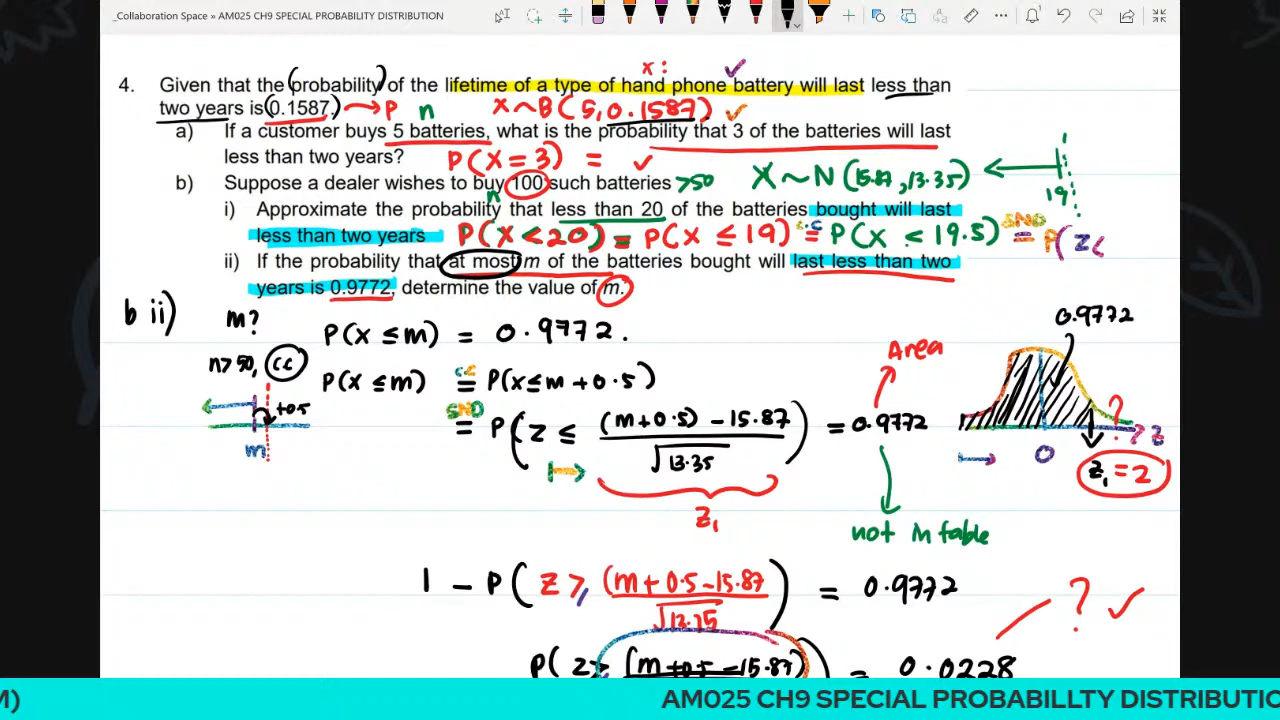 _Collaboration Space » AM025 CH9 SPECIAL PROBABILITY DISTRIBUTION
x :
4. Given that the (probability) of the lifetime of a type of hand phone battery will last less than
two years is (0.1587.) → P n X~B(5,0.1587) ✓
a) If a customer buys 5 batteries, what is the probability that 3 of the batteries will last
less than two years? P(X=3) = ✓
b) Suppose a dealer wishes to buy 100 such batteries >50 X~N(15.87,13.35)
n 19
i) Approximate the probability that less than 20 of the batteries bought will last
less than two years P(X<20) = P(X≤19) c.c = P(X < 19.5) SND = P(Z<
ii) If the probability that at most m of the batteries bought will last less than two
years is 0.9772, determine the value of m.
b ii) m? P(X≤m) = 0.9772. 0.9772
n>50, CC P(X≤m) c.c = P(X≤m+0.5) Area
+0.5
m SND = P(Z ≤ (m+0.5)-15.87 / √13.35) = 0.9772 ? > Z
0 Z₁ = 2
Z₁
not in table
1 - P(Z ≥ (m+0.5-15.87 / √13.35) = 0.9772 ? ✓
P(Z≥ (m+0.5-15.87) = 0.0228
M) AM025 CH9 SPECIAL PROBABILLTY DISTRIBUTIO